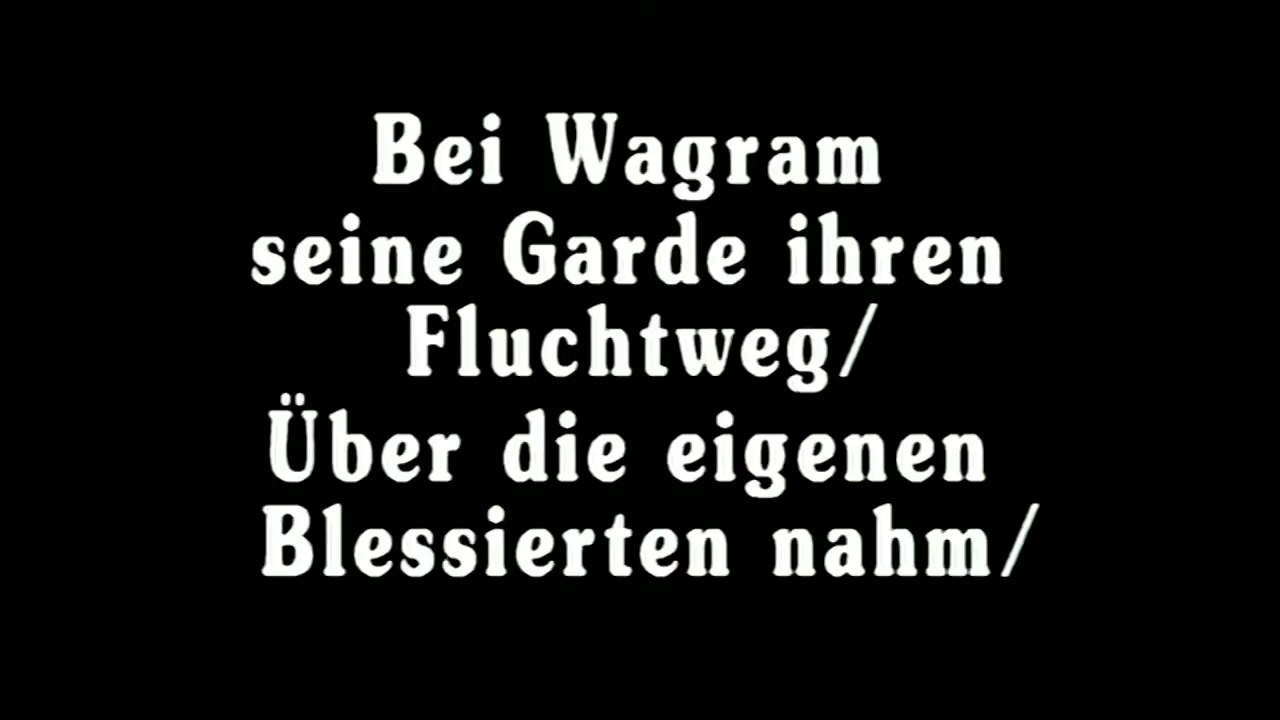 Bei Wagram
seine Garde ihren
Fluchtweg/
Über die eigenen
Blessierten nahm/